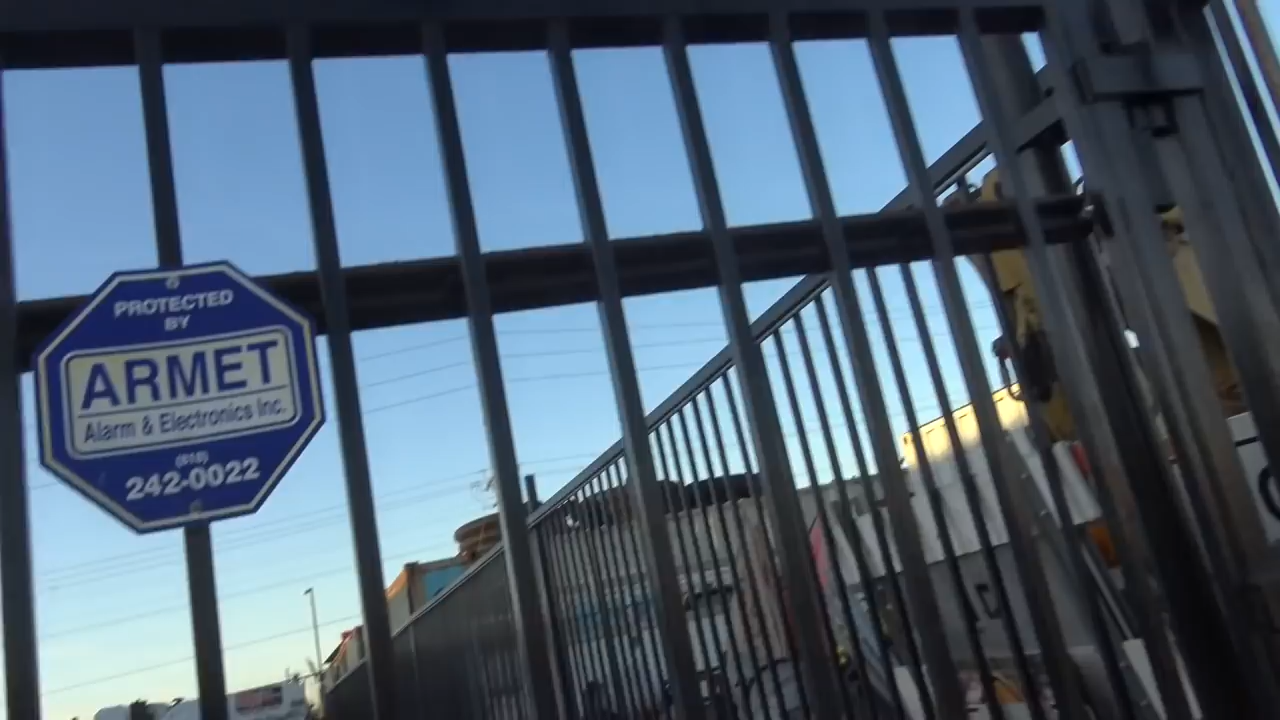 PROTECTED
BY
ARMET
Alarm & Electronics Inc.
(818)
242-0022